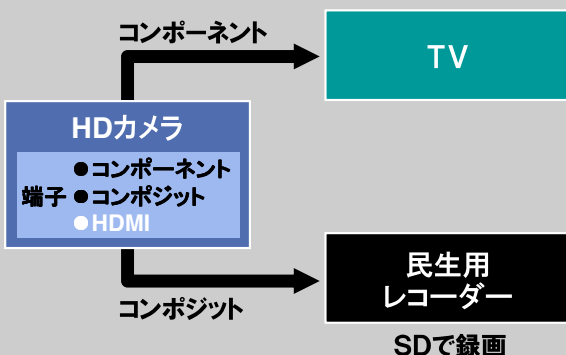 コンポーネント
TV
HDカメラ
端子
●コンポーネント
●コンポジット
●HDMI
コンポジット
民生用
レコーダー
SDで録画